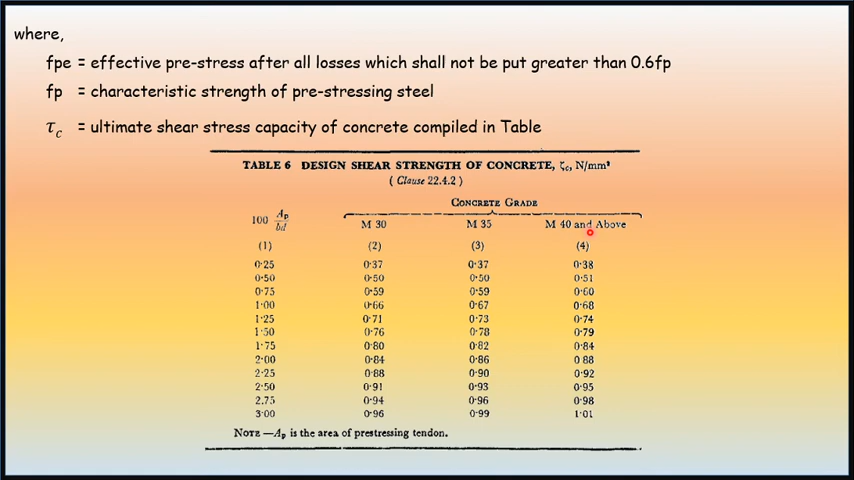 where,
fpe = effective pre-stress after all losses which shall not be put greater than 0.6fp
fp = characteristic strength of pre-stressing steel
τc = ultimate shear stress capacity of concrete compiled in Table
TABLE 6 DESIGN SHEAR STRENGTH OF CONCRETE, ζc, N/mm²
( Clause 22.4.2 )
CONCRETE GRADE
100 Ap/bd M 30 M 35 M 40 and Above
(1) (2) (3) (4)
0·25 0·37 0·37 0·38
0·50 0·50 0·50 0·51
0·75 0·59 0·59 0·60
1·00 0·66 0·67 0·68
1·25 0·71 0·73 0·74
1·50 0·76 0·78 0·79
1·75 0·80 0·82 0·84
2·00 0·84 0·86 0 88
2·25 0·88 0·90 0·92
2·50 0·91 0·93 0·95
2.75 0·94 0·96 0·98
3·00 0·96 0·99 1·01
NOTE —Ap is the area of prestressing tendon.